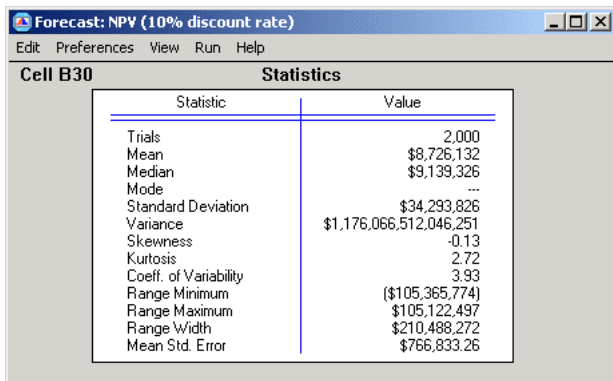 Forecast: NPV (10% discount rate)
Edit Preferences View Run Help
Cell B30 Statistics
Statistic Value
Trials 2,000
Mean $8,726,132
Median $9,139,326
Mode ---
Standard Deviation $34,293,826
Variance $1,176,066,512,046,251
Skewness -0.13
Kurtosis 2.72
Coeff. of Variability 3.93
Range Minimum ($105,365,774)
Range Maximum $105,122,497
Range Width $210,488,272
Mean Std. Error $766,833.26